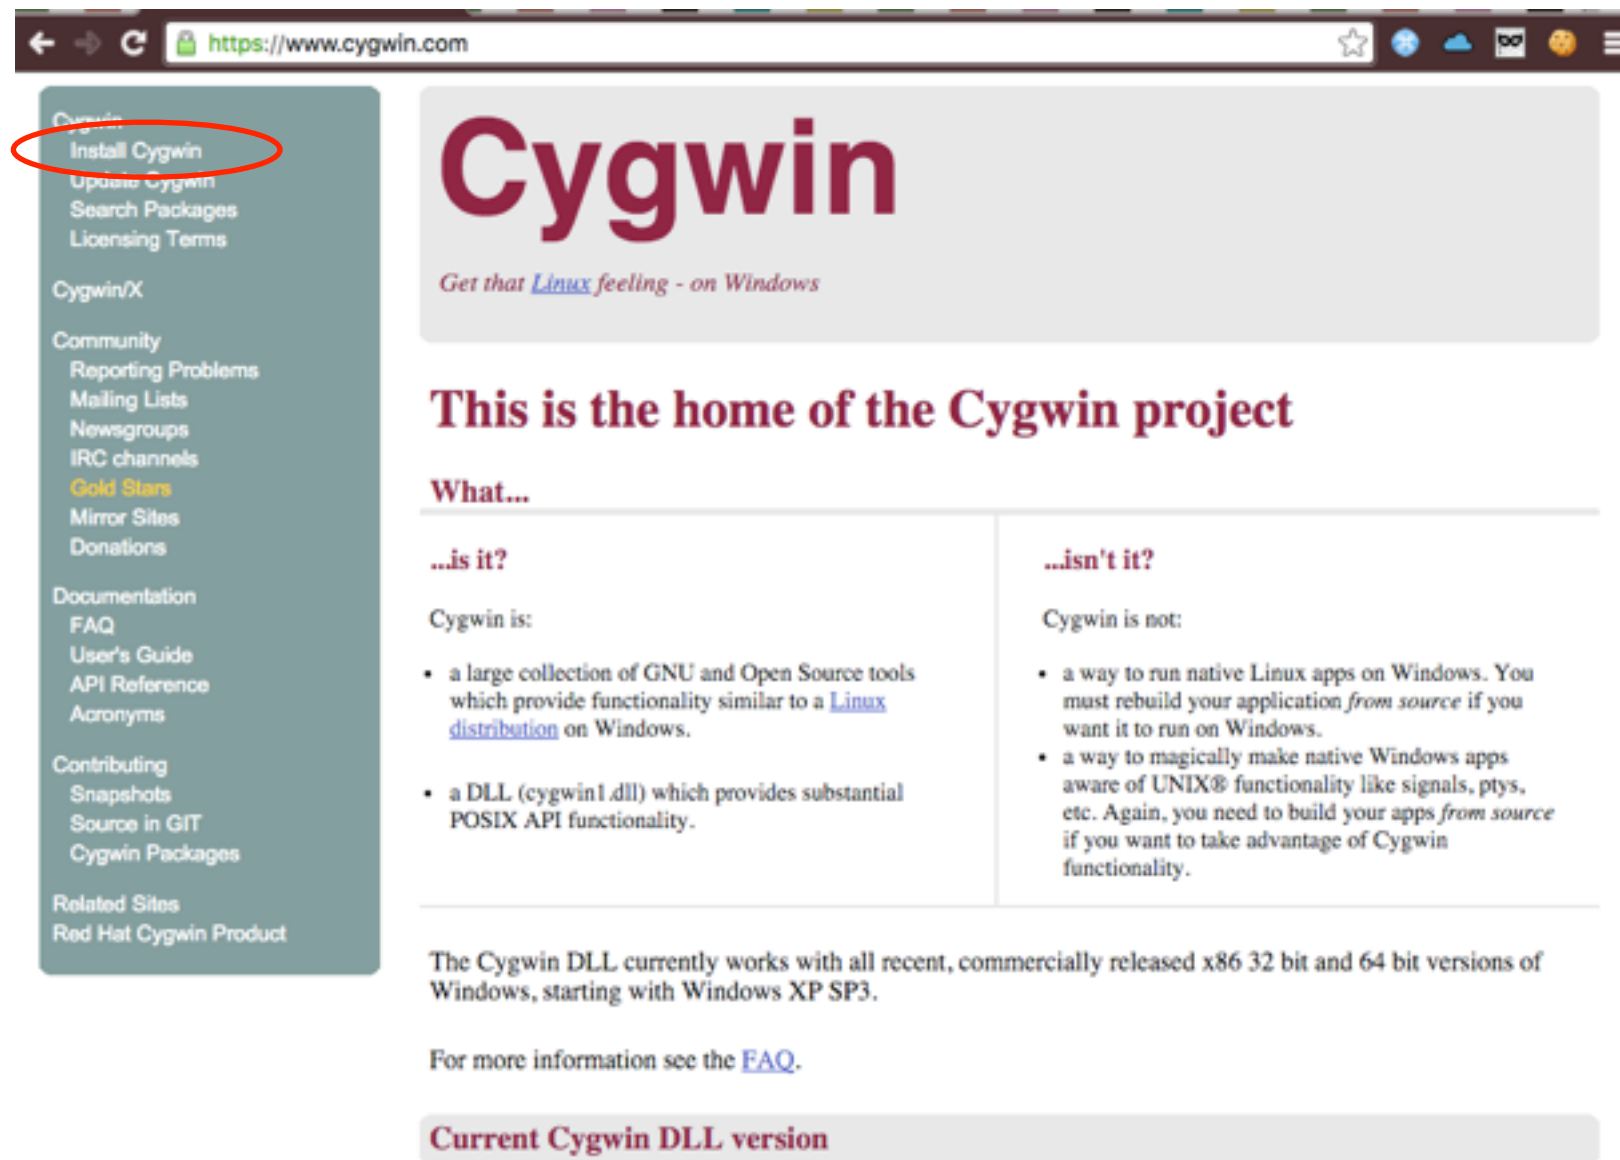 https://www.cygwin.com
Cygwin
Install Cygwin
Update Cygwin
Search Packages
Licensing Terms
Cygwin/X
Community
Reporting Problems
Mailing Lists
Newsgroups
IRC channels
Gold Stars
Mirror Sites
Donations
Documentation
FAQ
User's Guide
API Reference
Acronyms
Contributing
Snapshots
Source in GIT
Cygwin Packages
Related Sites
Red Hat Cygwin Product
Cygwin
Get that Linux feeling - on Windows
This is the home of the Cygwin project
What...
...is it?
Cygwin is:
• a large collection of GNU and Open Source tools
which provide functionality similar to a Linux
distribution on Windows.
• a DLL (cygwin1.dll) which provides substantial
POSIX API functionality.
...isn't it?
Cygwin is not:
• a way to run native Linux apps on Windows. You
must rebuild your application from source if you
want it to run on Windows.
• a way to magically make native Windows apps
aware of UNIX® functionality like signals, ptys,
etc. Again, you need to build your apps from source
if you want to take advantage of Cygwin
functionality.
The Cygwin DLL currently works with all recent, commercially released x86 32 bit and 64 bit versions of
Windows, starting with Windows XP SP3.
For more information see the FAQ.
Current Cygwin DLL version